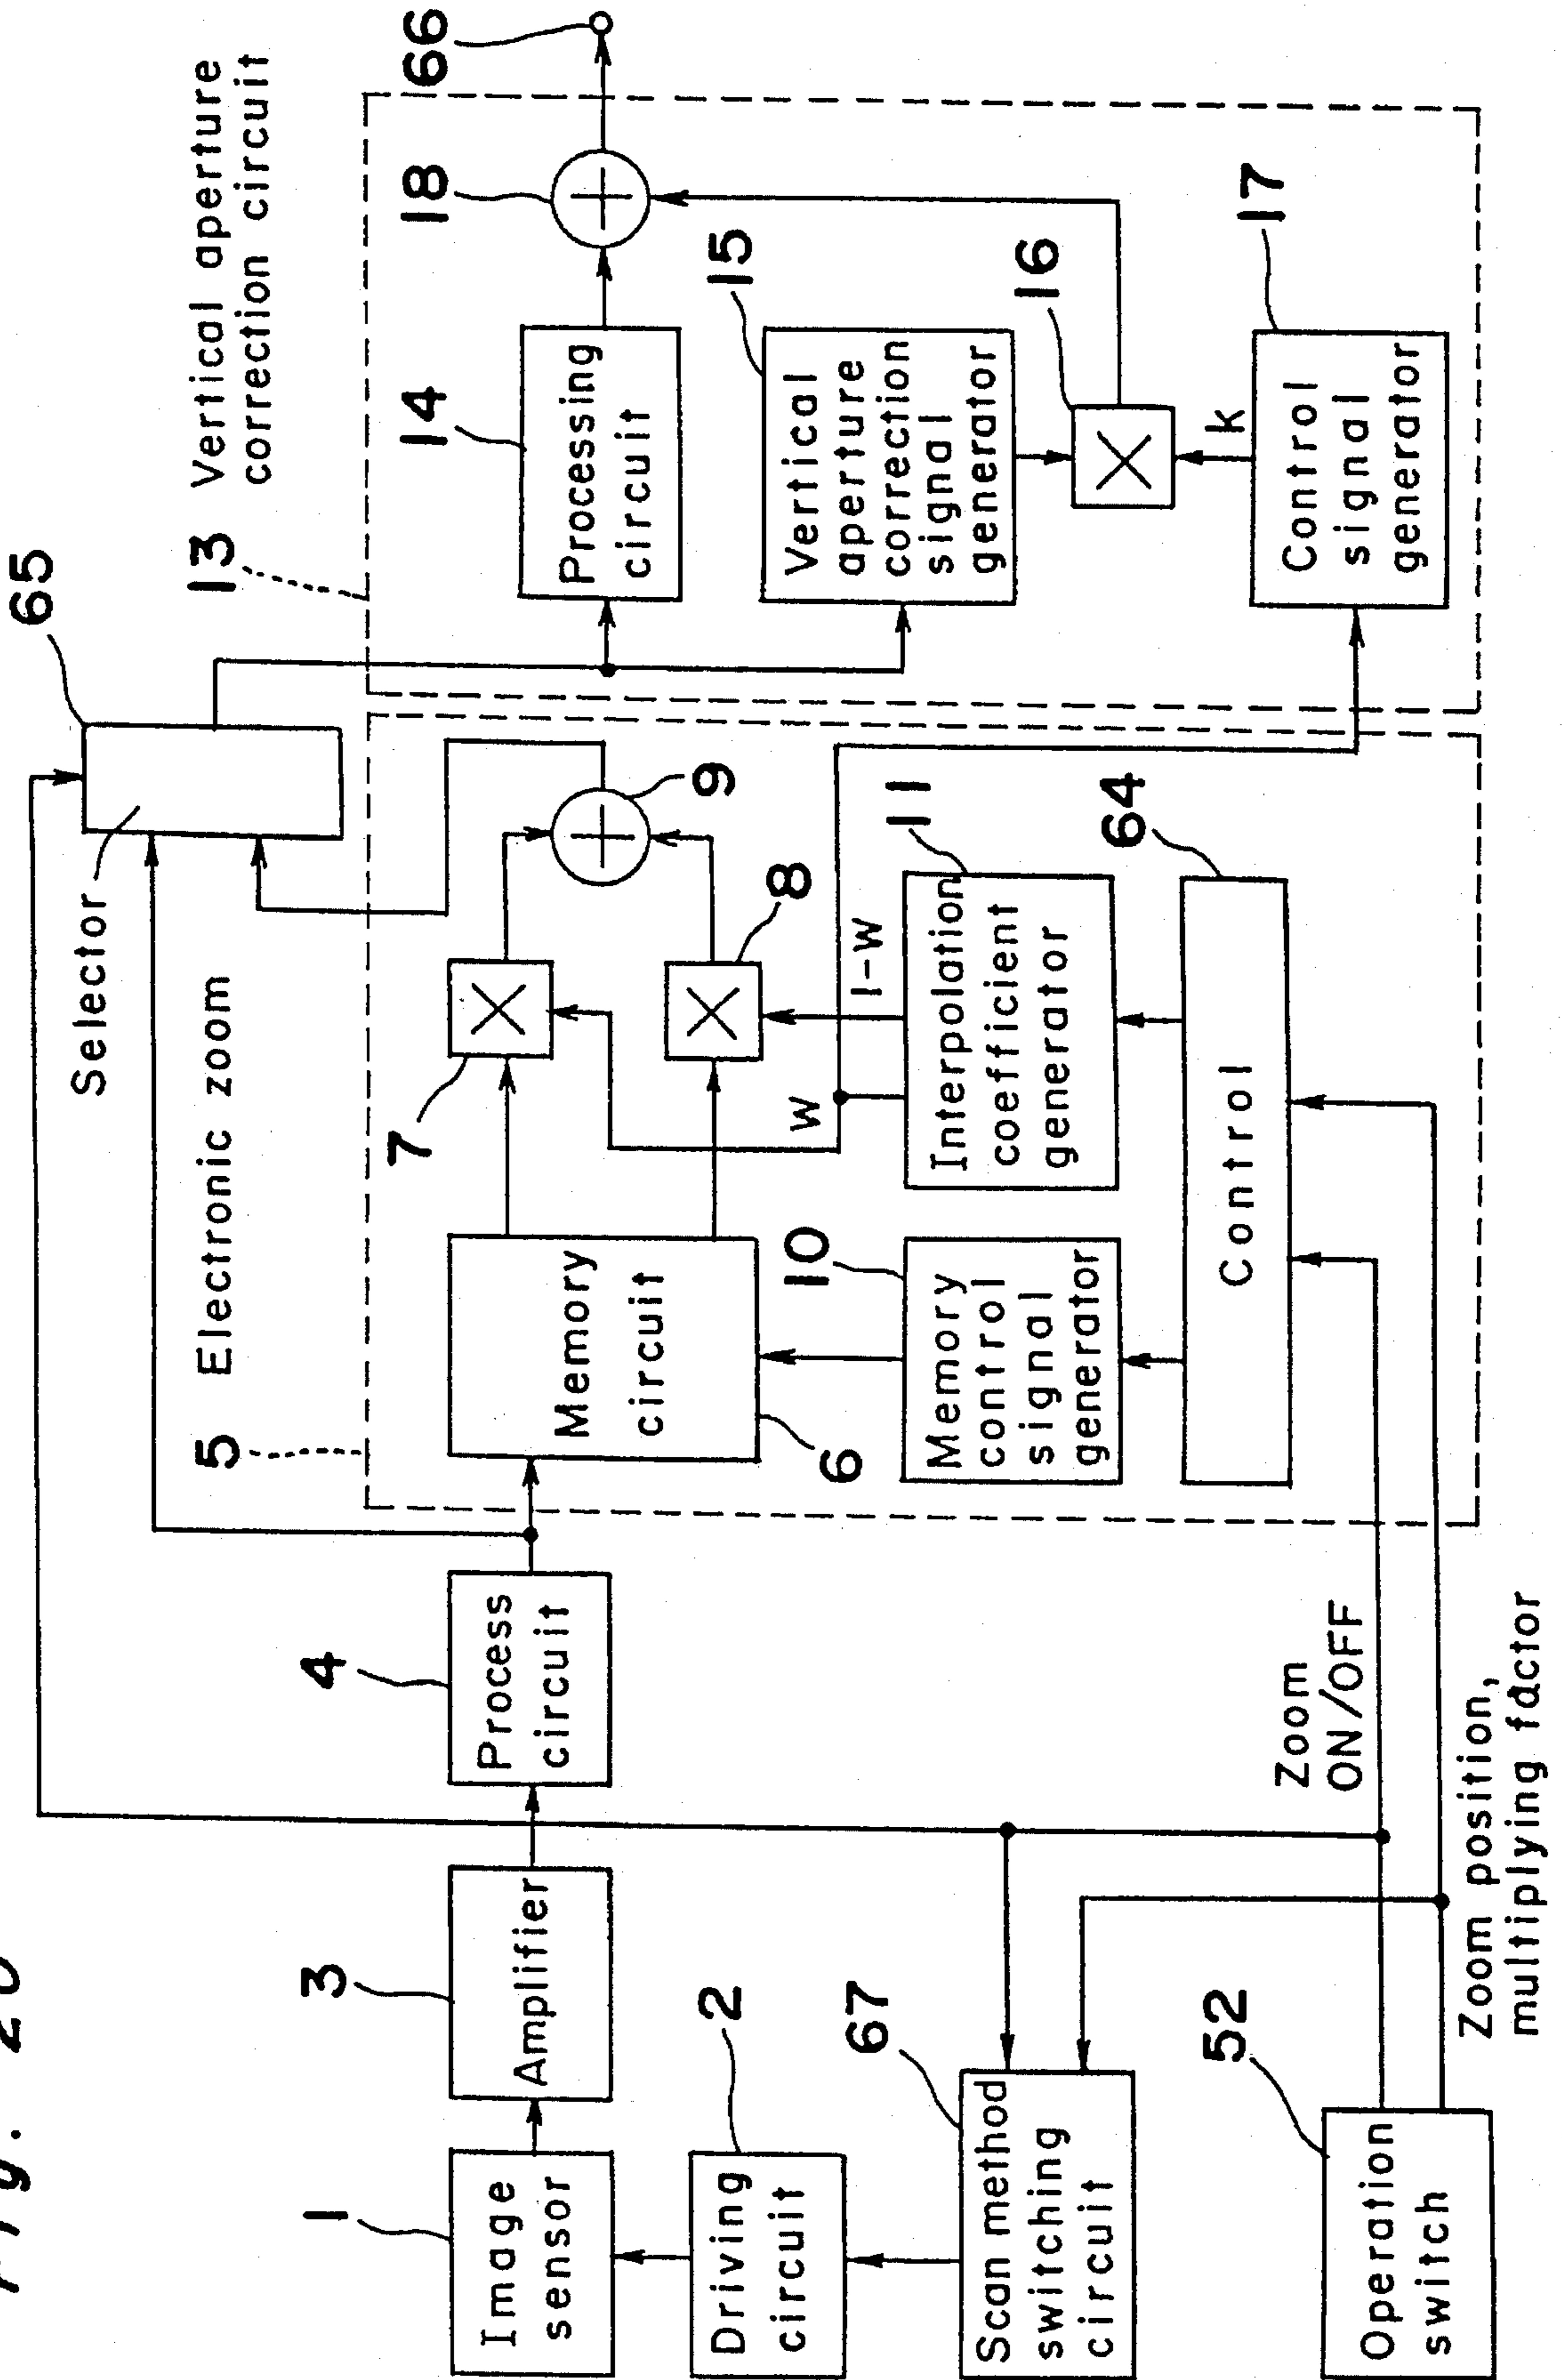 Fig. 20
65
Selector
13
Vertical aperture
correction circuit
5
Electronic zoom
66
1
Image
sensor
3
Amplifier
4
Process
circuit
Memory
circuit
6
7
8
9
14
Processing
circuit
18
2
Driving
circuit
10
Memory
control
signal
generator
w
1-w
11
Interpolation
coefficient
generator
15
Vertical
aperture
correction
signal
generator
16
k
67
Scan method
switching
circuit
64
Control
17
Control
signal
generator
52
Operation
switch
Zoom
ON/OFF
Zoom position,
multiplying fdctor